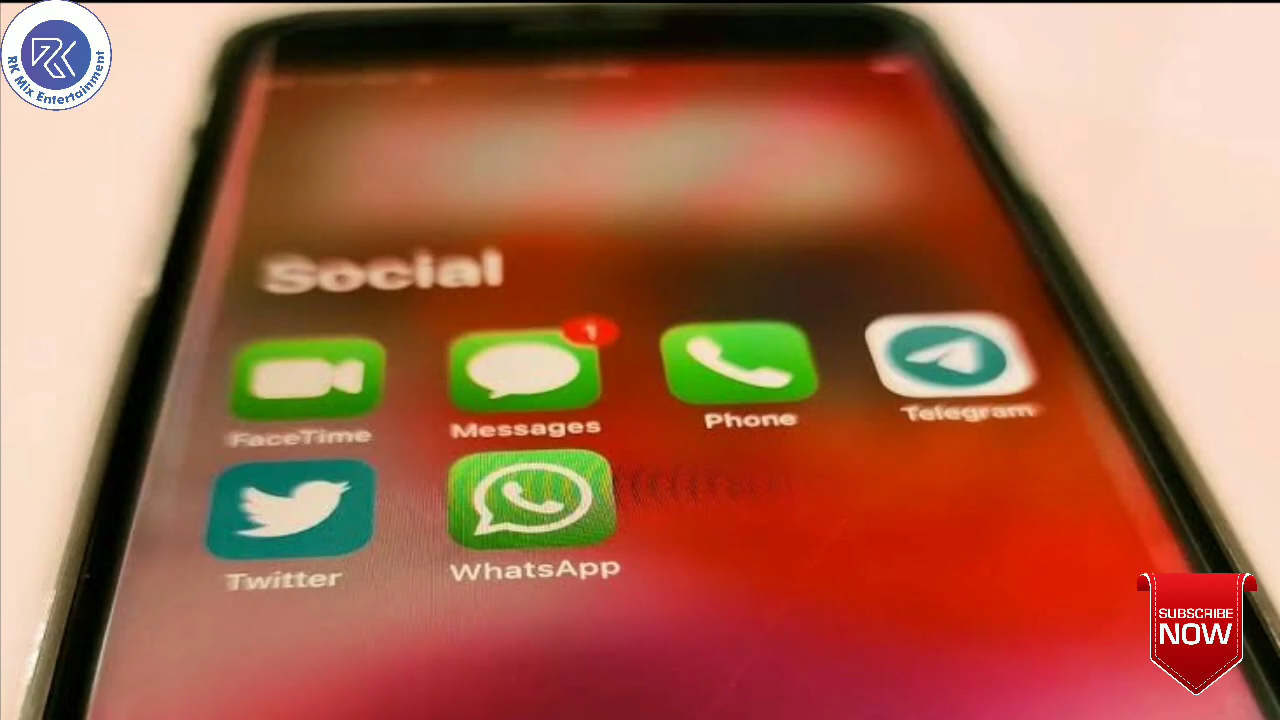 RK Mix Entertainment
Social
1
FaceTime
Messages
Phone
Telegram
Twitter
WhatsApp
SUBSCRIBE
NOW